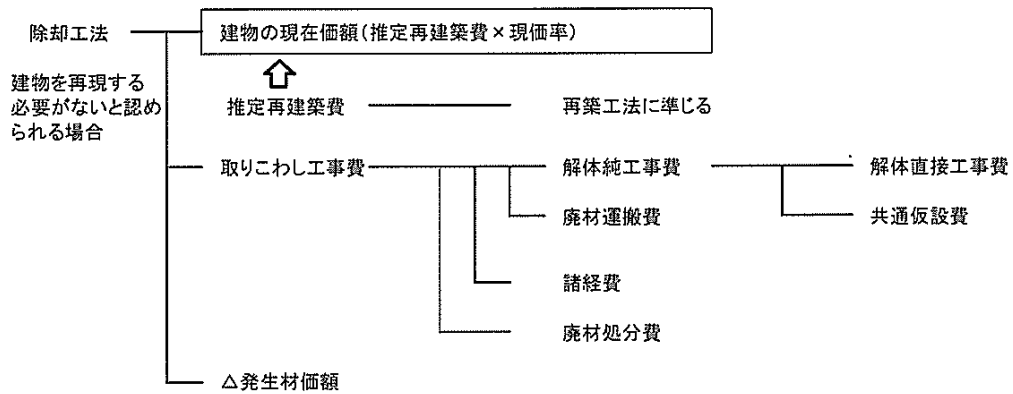 除却工法
建物の現在価額(推定再建築費×現価率)
建物を再現する
必要がないと認め
られる場合
推定再建築費
再築工法に準じる
取りこわし工事費
解体純工事費
解体直接工事費
廃材運搬費
共通仮設費
諸経費
廃材処分費
△発生材価額